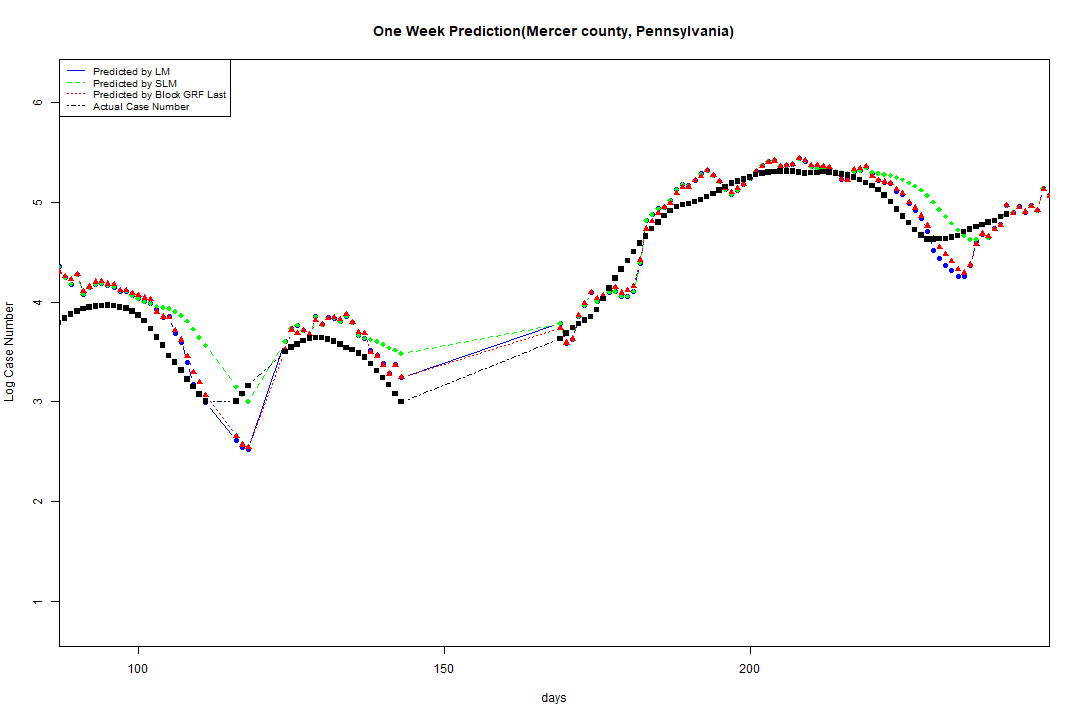 One Week Prediction(Mercer county, Pennsylvania)
Predicted by LM
Predicted by SLM
Predicted by Block GRF Last
Actual Case Number
6
5
4
3
2
1
Log Case Number
100
150
200
days